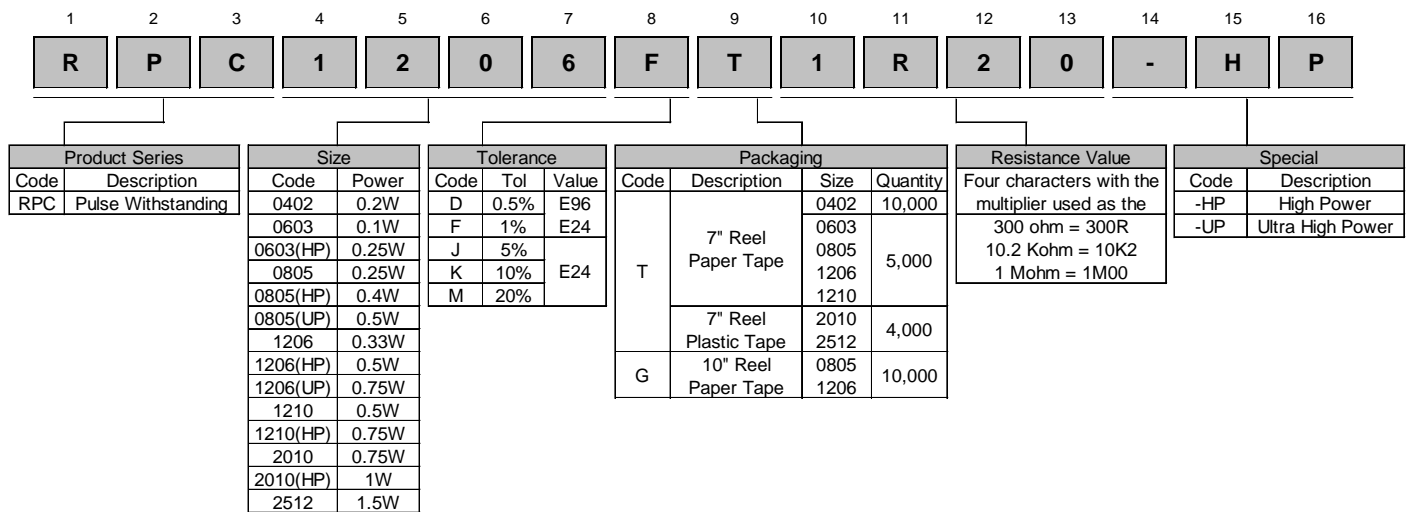 1 2 3 4 5 6 7 8 9 10 11 12 13 14 15 16
R P C 1 2 0 6 F T 1 R 2 0 - H P
Product Series
Code Description
RPC Pulse Withstanding
Size
Code Power
0402 0.2W
0603 0.1W
0603(HP) 0.25W
0805 0.25W
0805(HP) 0.4W
0805(UP) 0.5W
1206 0.33W
1206(HP) 0.5W
1206(UP) 0.75W
1210 0.5W
1210(HP) 0.75W
2010 0.75W
2010(HP) 1W
2512 1.5W
Tolerance
Code Tol Value
D 0.5% E96
F 1% E24
J 5%
K 10% E24
M 20%
Packaging
Code Description Size Quantity
T
7" Reel
Paper Tape
0402 10,000
0603
0805
1206
1210
5,000
7" Reel
Plastic Tape
2010
2512
4,000
G
10" Reel
Paper Tape
0805
1206
10,000
Resistance Value
Four characters with the
multiplier used as the
300 ohm = 300R
10.2 Kohm = 10K2
1 Mohm = 1M00
Special
Code Description
-HP High Power
-UP Ultra High Power